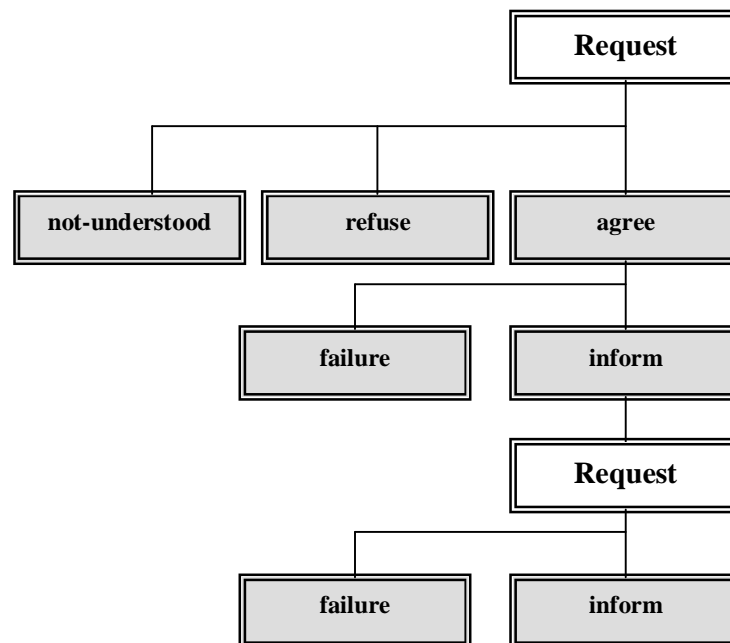 Request
not-understood
refuse
agree
failure
inform
Request
failure
inform